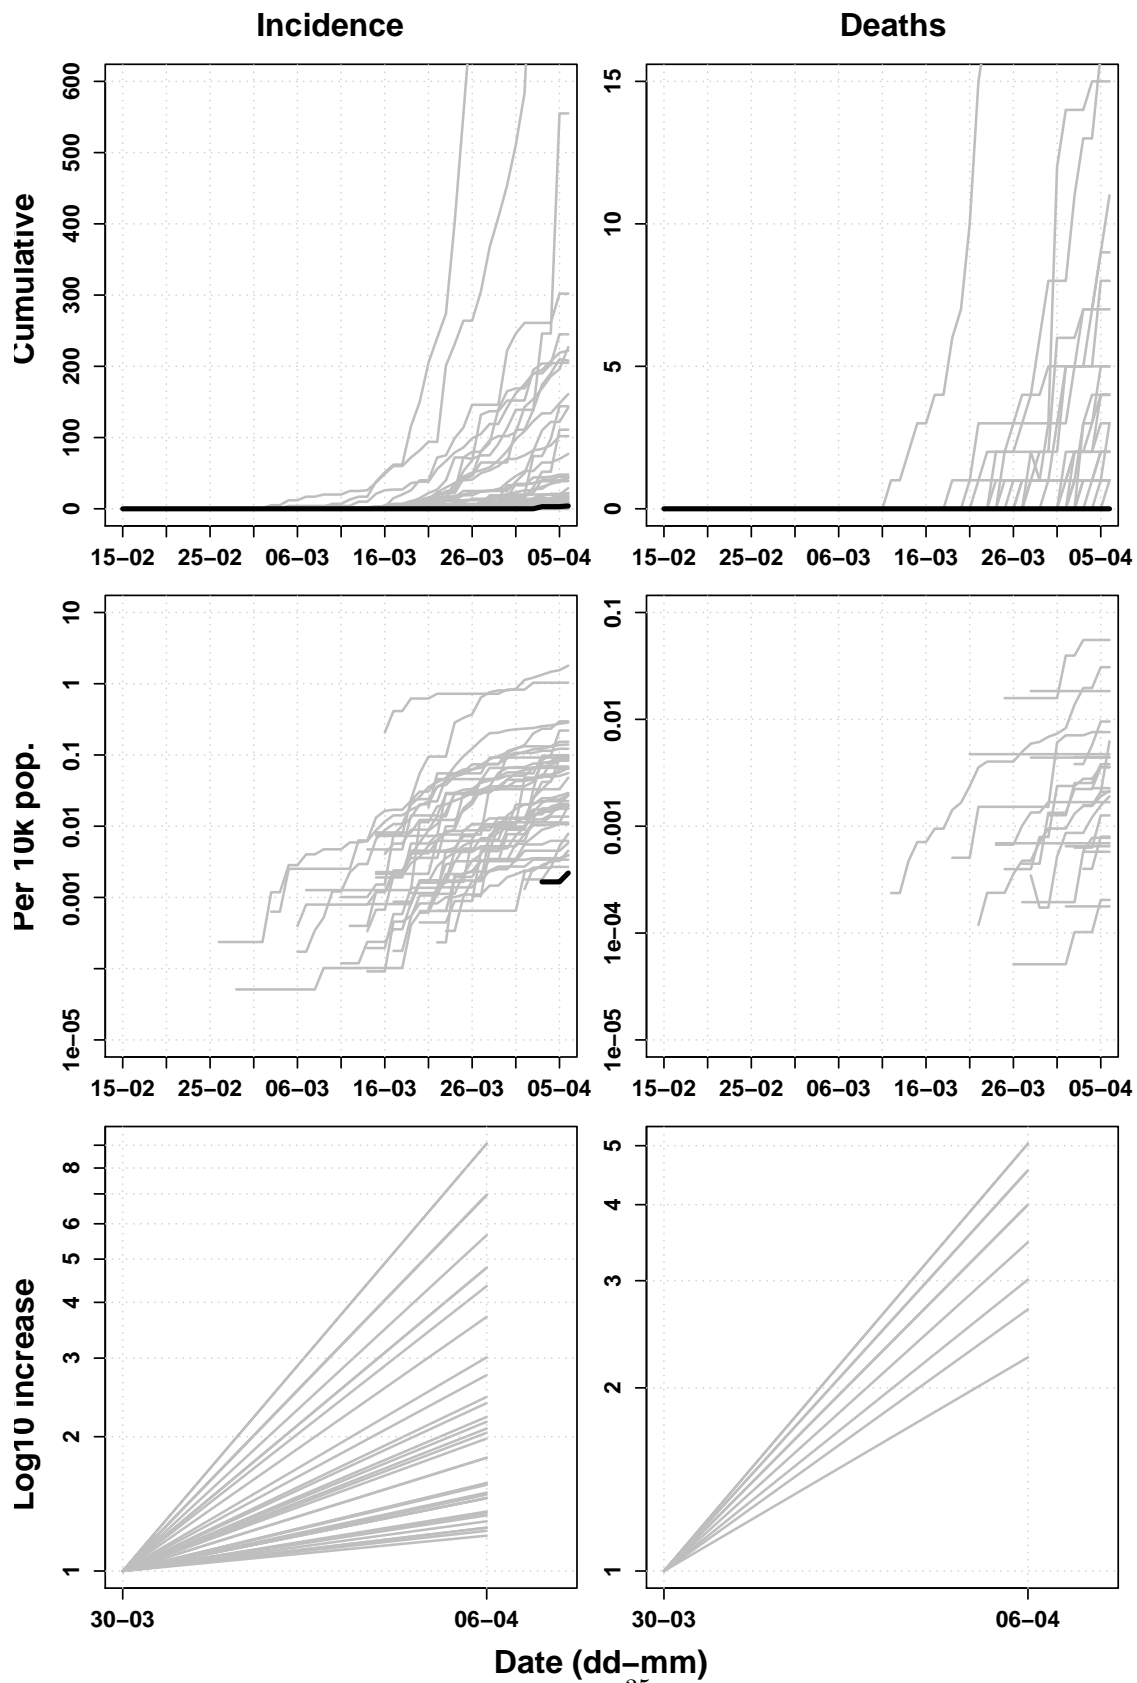 Incidence Deaths
Cumulative
0 100 200 300 400 500 600
15−02 25−02 06−03 16−03 26−03 05−04
0 5 10 15
15−02 25−02 06−03 16−03 26−03 05−04
Per 10k pop.
1e−05 0.001 0.01 0.1 1 10
15−02 25−02 06−03 16−03 26−03 05−04
1e−05 1e−04 0.001 0.01 0.1
15−02 25−02 06−03 16−03 26−03 05−04
Log10 increase
1 2 3 4 5 6 8
30−03 06−04
1 2 3 4 5
30−03 06−04
Date (dd−mm)